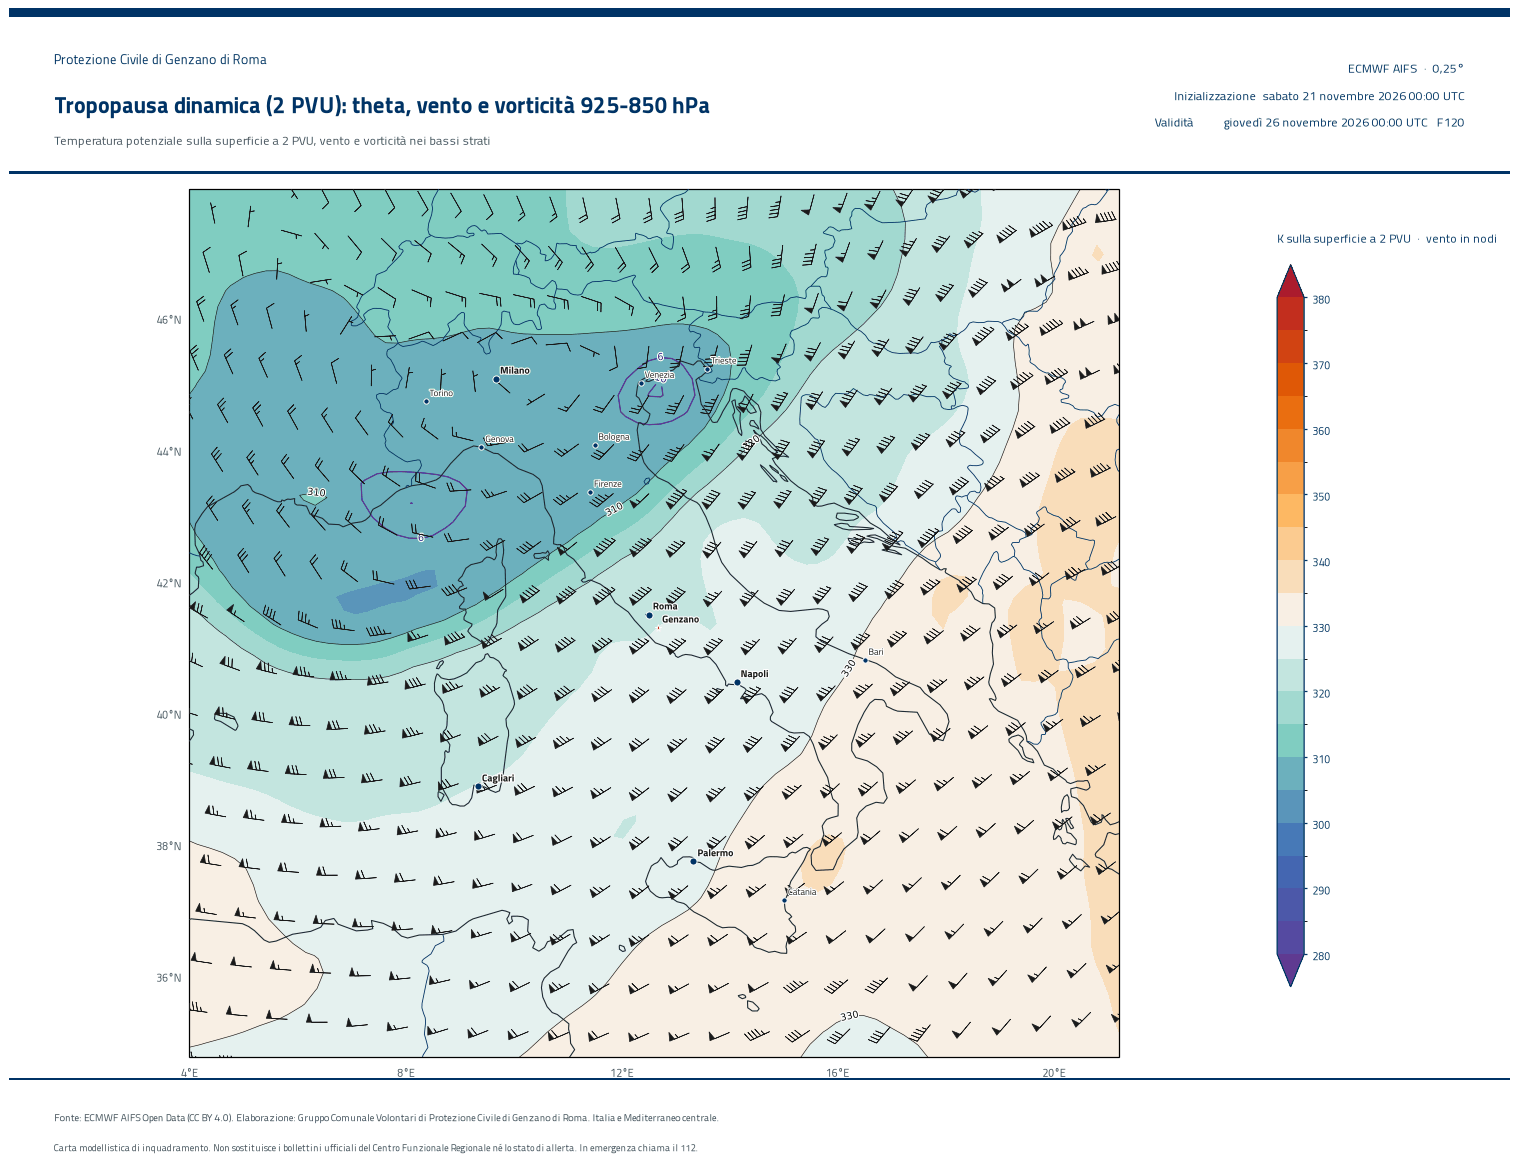 Protezione Civile di Genzano di Roma
Tropopausa dinamica (2 PVU): theta, vento e vorticità 925-850 hPa
Temperatura potenziale sulla superficie a 2 PVU, vento e vorticità nei bassi strati
ECMWF AIFS · 0,25°
Inizializzazione sabato 21 novembre 2026 00:00 UTC
Validità giovedì 26 novembre 2026 00:00 UTC F120
K sulla superficie a 2 PVU · vento in nodi
380
370
360
350
340
330
320
310
300
290
280
46°N
44°N
42°N
40°N
38°N
36°N
4°E
8°E
12°E
16°E
20°E
6
Trieste
Venezia
Milano
Torino
Genova
Bologna
Firenze
310
310
6
Roma
Genzano
Bari
330
Napoli
Cagliari
Palermo
Catania
330
Fonte: ECMWF AIFS Open Data (CC BY 4.0). Elaborazione: Gruppo Comunale Volontari di Protezione Civile di Genzano di Roma. Italia e Mediterraneo centrale.
Carta modellistica di inquadramento. Non sostituisce i bollettini ufficiali del Centro Funzionale Regionale né lo stato di allerta. In emergenza chiama il 112.